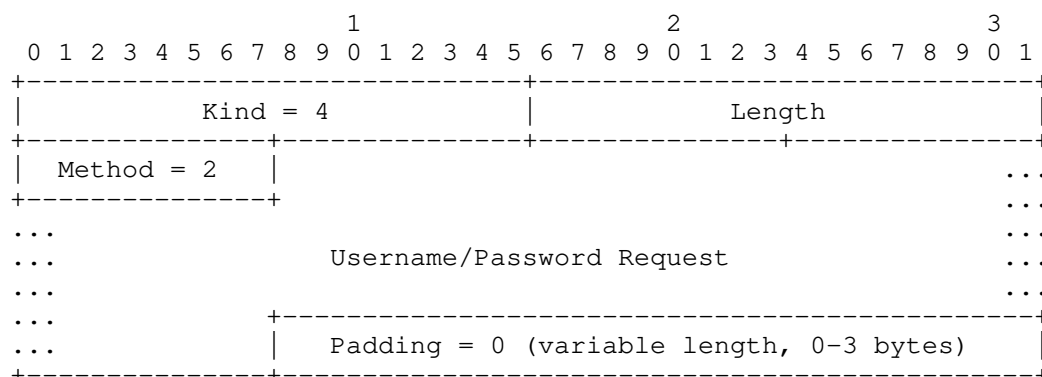 1 2 3
0 1 2 3 4 5 6 7 8 9 0 1 2 3 4 5 6 7 8 9 0 1 2 3 4 5 6 7 8 9 0 1
Kind = 4 Length
Method = 2 ...
...
... ...
... Username/Password Request ...
... ...
...
... Padding = 0 (variable length, 0-3 bytes)